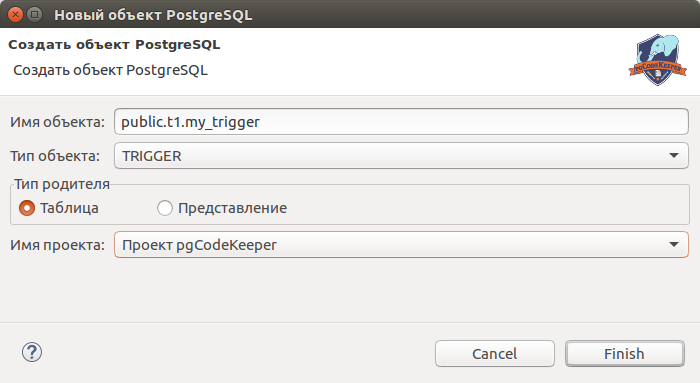 Новый объект PostgreSQL
Создать объект PostgreSQL
Создать объект PostgreSQL
pgCodeKeeper
Имя объекта: public.t1.my_trigger
Тип объекта: TRIGGER
Тип родителя
Таблица Представление
Имя проекта: Проект pgCodeKeeper
? Cancel Finish